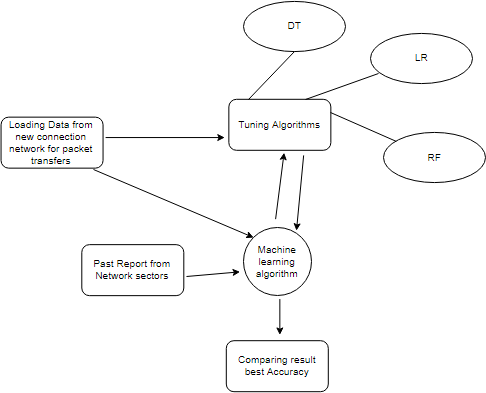 DT
LR
Loading Data from
new connection
network for packet
transfers
Tuning Algorithms
RF
Past Report from
Network sectors
Machine
learning
algorithm
Comparing result
best Accuracy